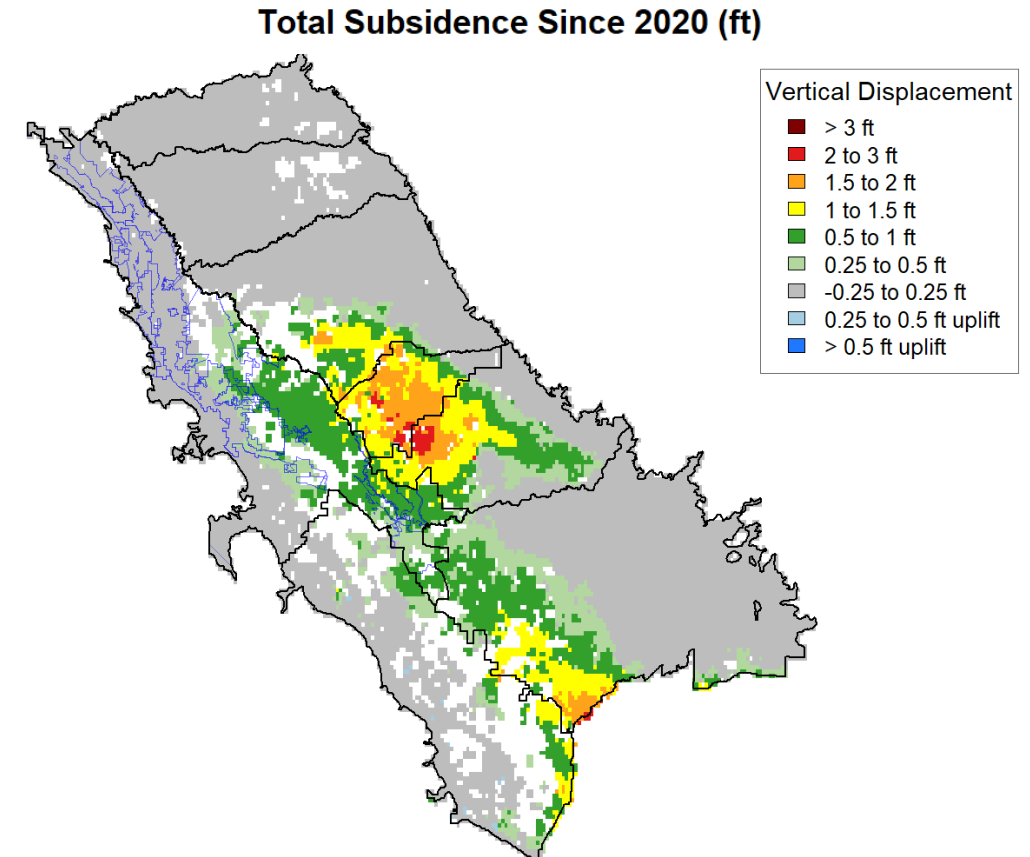 Total Subsidence Since 2020 (ft)
Vertical Displacement
> 3 ft
2 to 3 ft
1.5 to 2 ft
1 to 1.5 ft
0.5 to 1 ft
0.25 to 0.5 ft
-0.25 to 0.25 ft
0.25 to 0.5 ft uplift
> 0.5 ft uplift